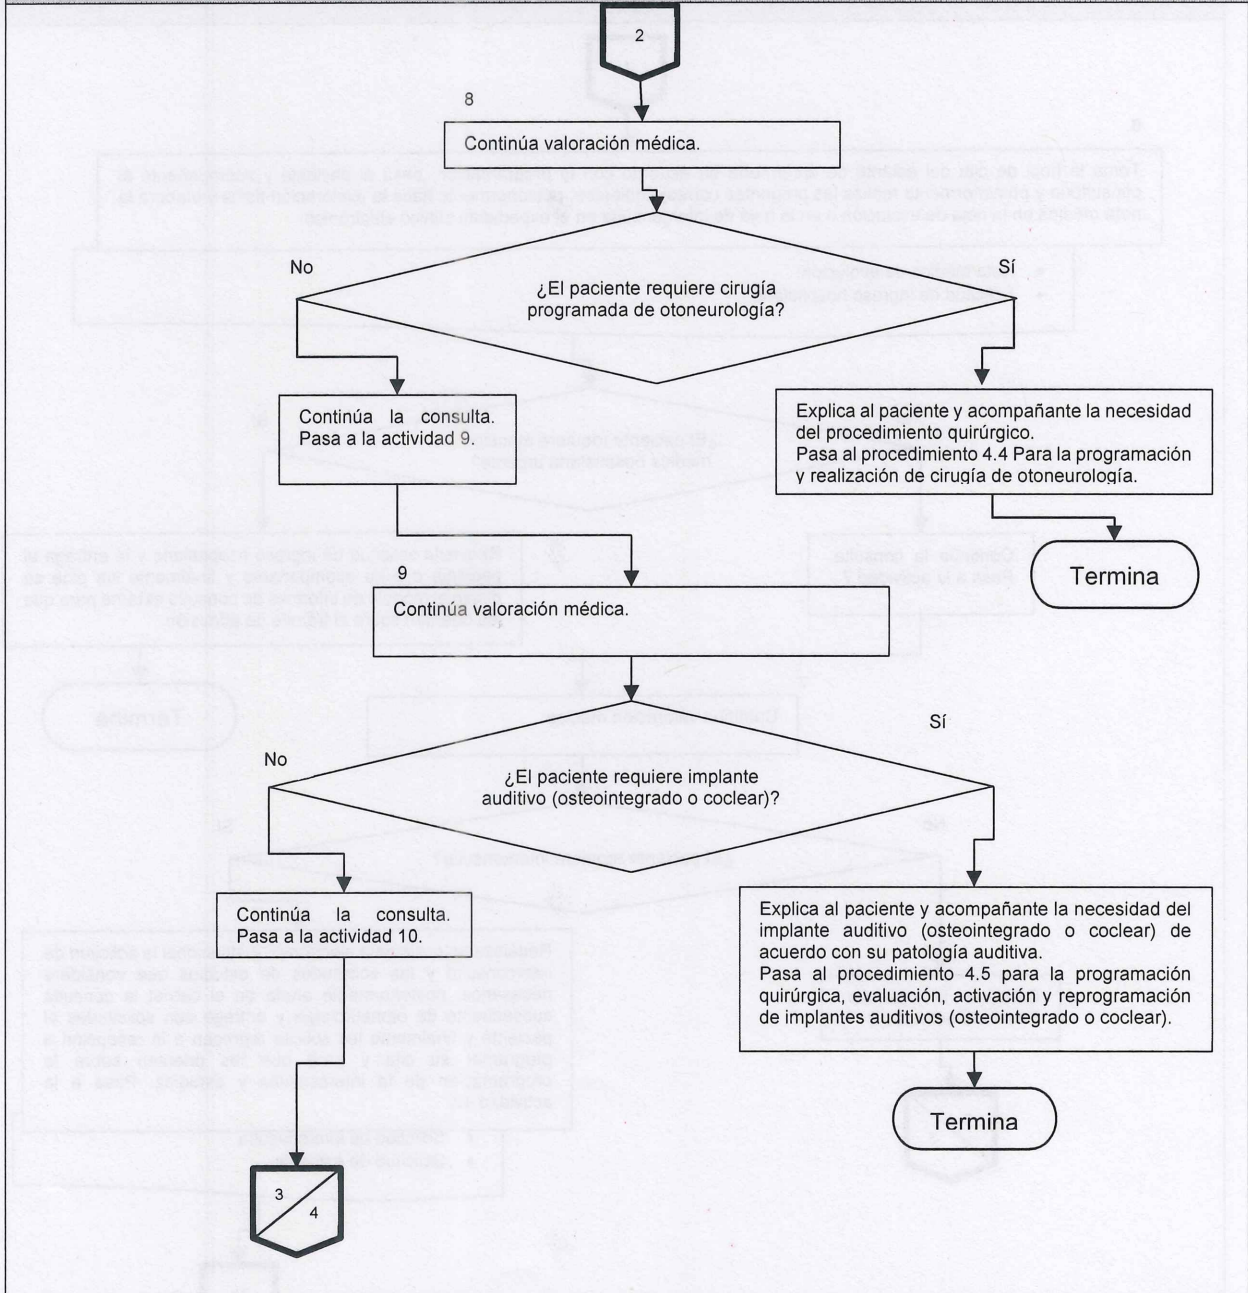 2
8
Continúa valoración médica.
No
Sí
¿El paciente requiere cirugía
programada de otoneurología?
Continúa la consulta.
Pasa a la actividad 9.
Explica al paciente y acompañante la necesidad
del procedimiento quirúrgico.
Pasa al procedimiento 4.4 Para la programación
y realización de cirugía de otoneurología.
Termina
9
Continúa valoración médica.
No
Sí
¿El paciente requiere implante
auditivo (osteointegrado o coclear)?
Continúa la consulta.
Pasa a la actividad 10.
Explica al paciente y acompañante la necesidad del
implante auditivo (osteointegrado o coclear) de
acuerdo con su patología auditiva.
Pasa al procedimiento 4.5 para la programación
quirúrgica, evaluación, activación y reprogramación
de implantes auditivos (osteointegrado o coclear).
Termina
3
4